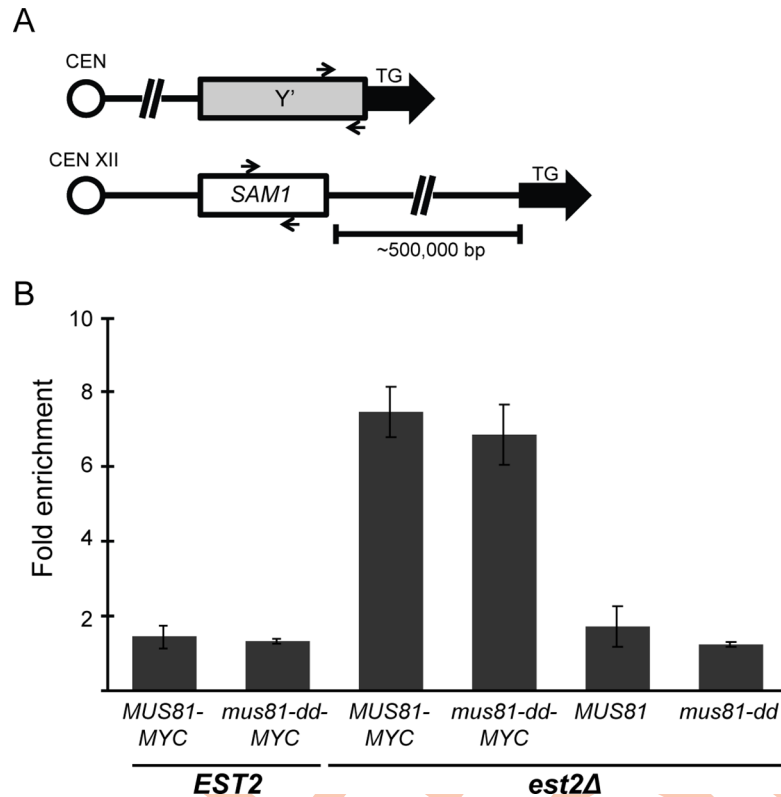 A
CEN
Y'
TG
CEN XII
SAM1
TG
~500,000 bp
B
Fold enrichment
10
8
6
4
2
MUS81-
MYC
mus81-dd-
MYC
MUS81-
MYC
mus81-dd-
MYC
MUS81
mus81-dd
EST2
est2Δ